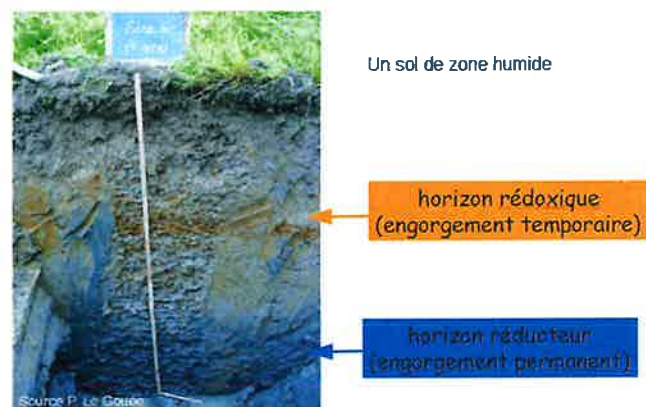 Un sol de zone humide
horizon rédoxique
(engorgement temporaire)
horizon réducteur
(engorgement permanent)
Source P. Le Gouée